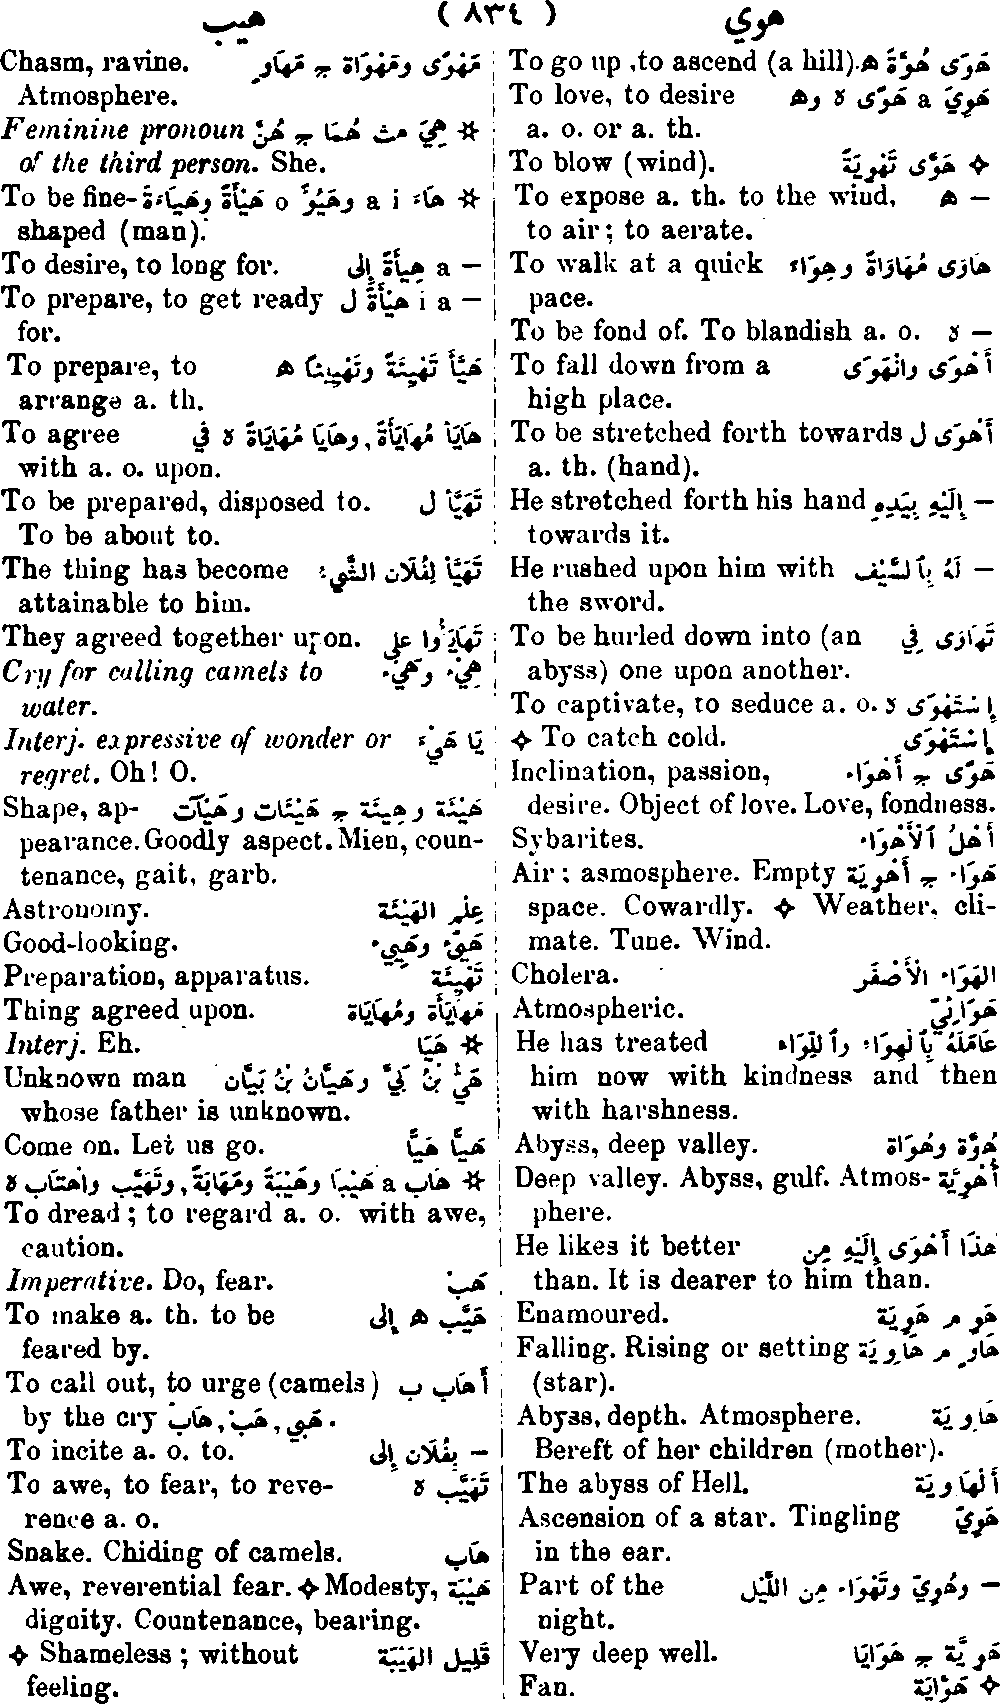 هيب ( ٨٣٤ ) هوي
To go up ,to ascend (a hill). هَوَى هُوَّةً ه
To love, to desire هَوِيَ a هَوًى ه وه
a. o. or a. th.
To blow (wind). ❖ هَوَّى تَهْوِيَةً
To expose a. th. to the wind, — ه
to air; to aerate.
To walk at a quick هَاوَى مُهَاوَاةً وهِوَاء
pace.
To be fond of. To blandish a. o. — ه
To fall down from a أَهْوَى وانْهَوَى
high place.
To be stretched forth towards أَهْوَى ل
a. th. (hand).
He stretched forth his hand — إِلَيْهِ بِيَدِهِ
towards it.
He rushed upon him with — لَهُ بِٱلسَّيْف
the sword.
To be hurled down into (an تَهَاوَى فِي
abyss) one upon another.
To captivate, to seduce a. o. إِسْتَهْوَى ه
❖ To catch cold. إِسْتَهْوَى
Inclination, passion, هَوًى ج أَهْوَاء
desire. Object of love. Love, fondness.
Sybarites. أَهْلُ ٱلْأَهْوَاء
Air; asmosphere. Empty هَوَاء ج أَهْوِيَة
space. Cowardly. ❖ Weather, cli-
mate. Tune. Wind.
Cholera. الهَوَاء الْأَصْفَر
Atmospheric. هَوَائِيّ
He has treated عَامَلَهُ بِٱلْهِوَاء وٱللِّوَاء
him now with kindness and then
with harshness.
Abyss, deep valley. هُوَّة وهُوَاة
Deep valley. Abyss, gulf. Atmos- أُهْوِيَّة
phere.
He likes it better هٰذَا أَهْوَى إِلَيْهِ مِن
than. It is dearer to him than.
Enamoured. هَوٍ م هَوِيَة
Falling. Rising or setting هَاوٍ م هَاوِيَة
(star).
Abyss, depth. Atmosphere. هَاوِيَة
Bereft of her children (mother).
The abyss of Hell. أَلْهَاوِيَة
Ascension of a star. Tingling هَوِيّ
in the ear.
Part of the — وهُوِيّ وتَهْوَاء مِن اللَّيْل
night.
Very deep well. هَوِيَّة ج هَوَايَا
Fan. ❖ هَوَّايَة
Chasm, ravine. مَهْوًى ومَهْوَاة ج مَهَاوٍ
Atmosphere.
Feminine pronoun ✲ هِيَ مث هُمَا ج هُنَّ
of the third person. She.
To be fine- ✲ هَاءَ a i وهَيُؤَ o هَيْأَةً وهَيَاءَةً
shaped (man).
To desire, to long for. — a هِيأَةً إِلى
To prepare, to get ready — i a هَيْأَةً ل
for.
To prepare, to هَيَّأَ تَهْيِئَةً وتَهْيِيئًا ه
arrange a. th.
To agree هَايَأَ مُهَايَأَةً, وهَايَا مُهَايَاةً ه فِي
with a. o. upon.
To be prepared, disposed to. تَهَيَّأَ ل
To be about to.
The thing has become تَهَيَّأَ لِفُلَان الشَّيْء
attainable to him.
They agreed together upon. تَهَايَؤُوا على
Cry for calling camels to هِيْء وهَيْء
water.
Interj. expressive of wonder or يَا هَيْء
regret. Oh! O.
Shape, ap- هَيْئَة وهِيئَة ج هَيْئَات وهَيْآت
pearance. Goodly aspect. Mien, coun-
tenance, gait, garb.
Astronomy. عِلْم الهَيْئَة
Good-looking. هَيِّئ وهَيِيء
Preparation, apparatus. تَهْيِئَة
Thing agreed upon. مُهَايَأَة ومُهَايَاة
Interj. Eh. ✲ هَيَا
Unknown man هَيُّ بْنُ بَيّ وهَيَّانُ بْنُ بَيَّان
whose father is unknown.
Come on. Let us go. هَيَّا هَيَّا
✲ هَاب a هَيْبًا وهَيْبَةً ومَهَابَةً, وتَهَيَّب واهْتَاب ه
To dread; to regard a. o. with awe,
caution.
Imperative. Do, fear. هَبْ
To make a. th. to be هَيَّب ه إِلى
feared by.
To call out, to urge (camels) أَهَاب ب
by the cry هَبِي, هَبْ, هَابْ.
To incite a. o. to. — بِفُلَان إِلى
To awe, to fear, to reve- تَهَيَّب ه
rence a. o.
Snake. Chiding of camels. هَاب
Awe, reverential fear. ❖ Modesty, هَيْبَة
dignity. Countenance, bearing.
❖ Shameless; without قَلِيل الهَيْبَة
feeling.